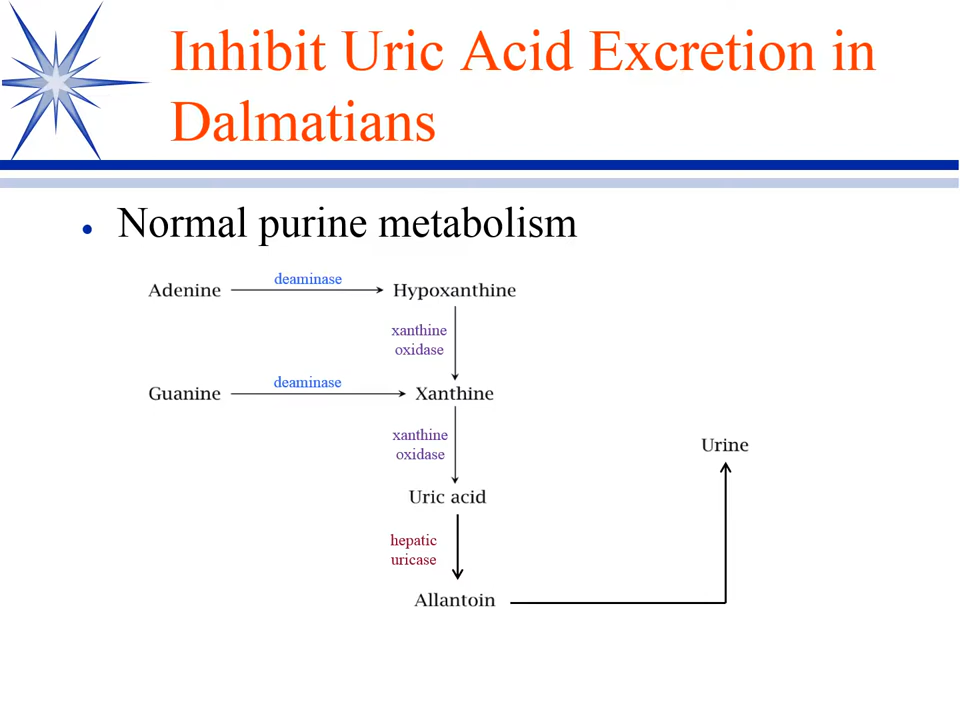 Inhibit Uric Acid Excretion in
Dalmatians
• Normal purine metabolism
Adenine
deaminase
Hypoxanthine
xanthine
oxidase
Guanine
deaminase
Xanthine
xanthine
oxidase
Urine
Uric acid
hepatic
uricase
Allantoin